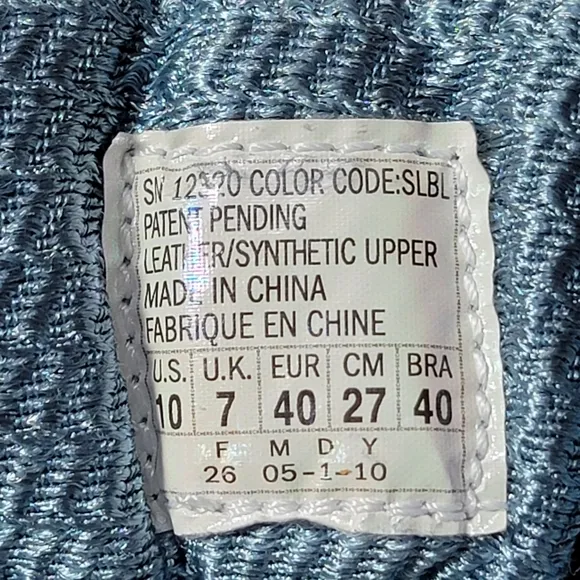 SN COLOR CODE:SLBL
PATENT PENDING
LEATHER/SYNTHETIC UPPER
MADE IN CHINA
FABRIQUE EN CHINE
U.S. U.K. EUR CM BRA
10 7 40 27 40
F M D Y
26 05-1-10